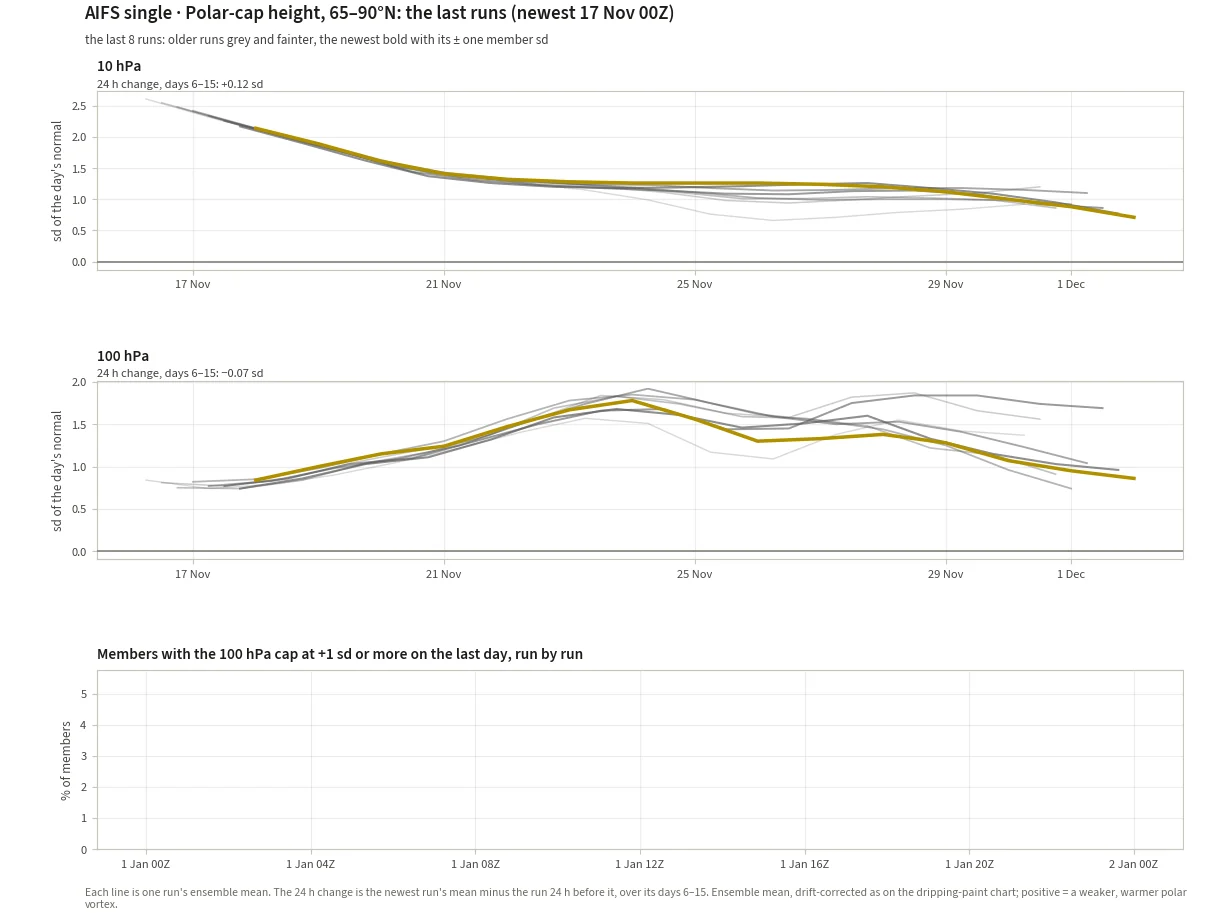 AIFS single · Polar-cap height, 65–90°N: the last runs (newest 17 Nov 00Z)
the last 8 runs: older runs grey and fainter, the newest bold with its ± one member sd
10 hPa
24 h change, days 6–15: +0.12 sd
sd of the day's normal
2.5
2.0
1.5
1.0
0.5
0.0
17 Nov
21 Nov
25 Nov
29 Nov
1 Dec
100 hPa
24 h change, days 6–15: −0.07 sd
sd of the day's normal
2.0
1.5
1.0
0.5
0.0
17 Nov
21 Nov
25 Nov
29 Nov
1 Dec
Members with the 100 hPa cap at +1 sd or more on the last day, run by run
% of members
5
4
3
2
1
0
1 Jan 00Z
1 Jan 04Z
1 Jan 08Z
1 Jan 12Z
1 Jan 16Z
1 Jan 20Z
2 Jan 00Z
Each line is one run's ensemble mean. The 24 h change is the newest run's mean minus the run 24 h before it, over its days 6–15. Ensemble mean, drift-corrected as on the dripping-paint chart; positive = a weaker, warmer polar
vortex.